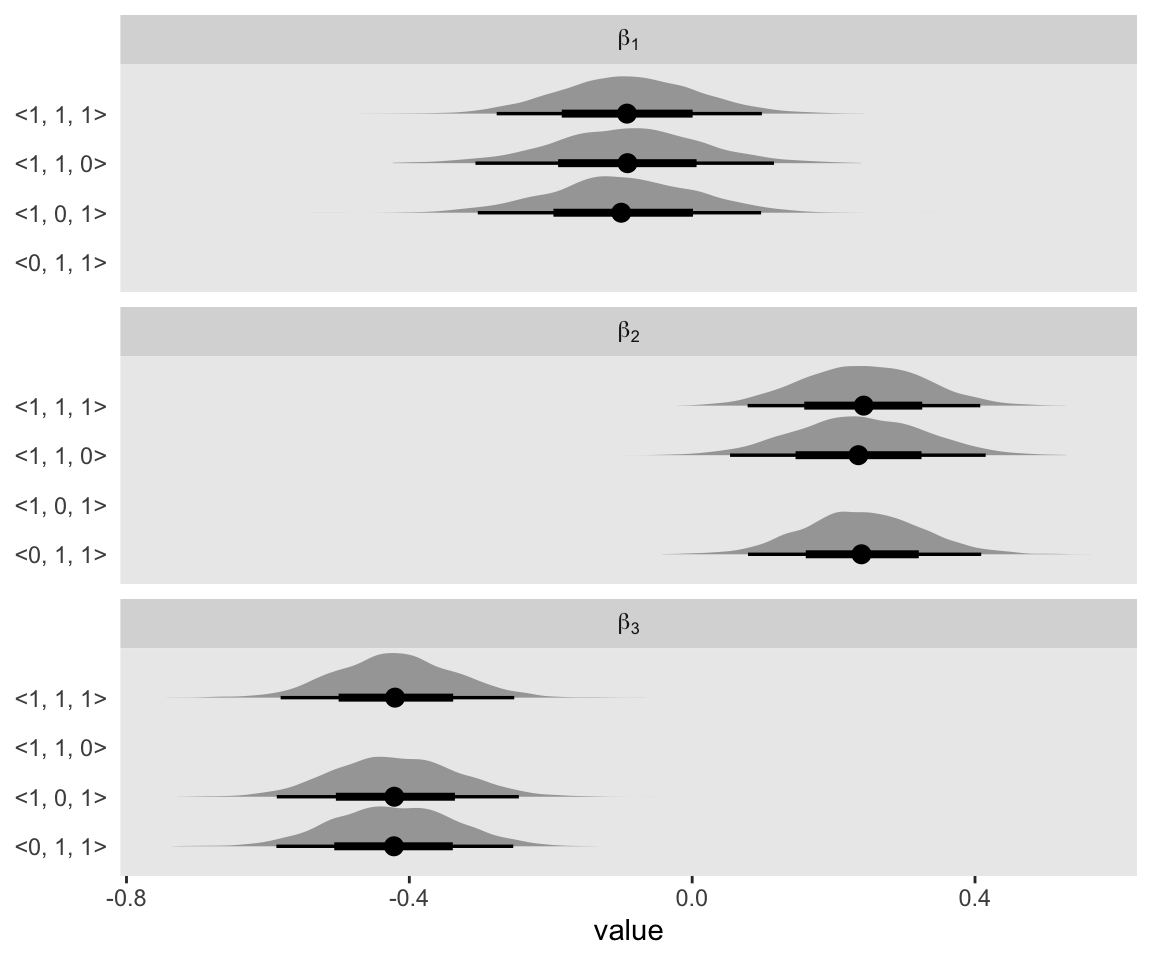 β₁
<1, 1, 1>
<1, 1, 0>
<1, 0, 1>
<0, 1, 1>
β₂
<1, 1, 1>
<1, 1, 0>
<1, 0, 1>
<0, 1, 1>
β₃
<1, 1, 1>
<1, 1, 0>
<1, 0, 1>
<0, 1, 1>
-0.8 -0.4 0.0 0.4
value